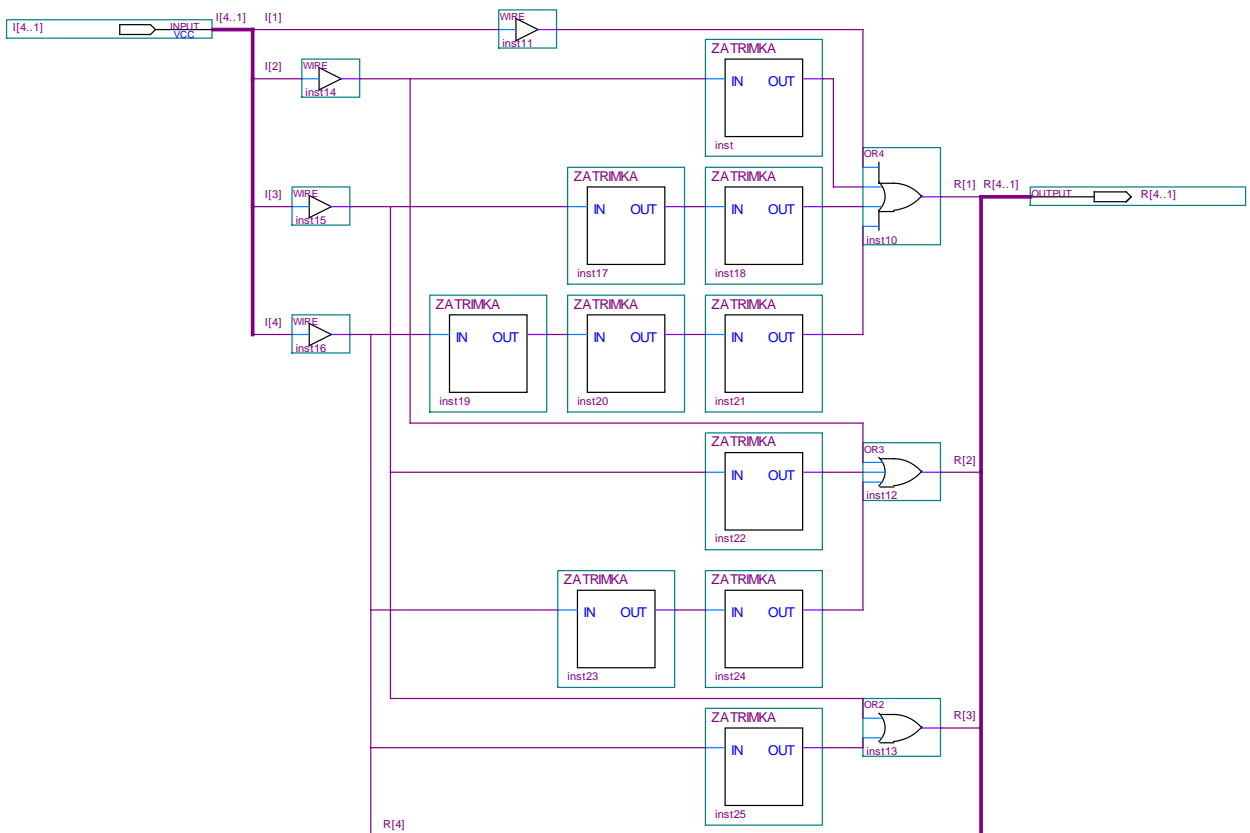 I[4..1]
INPUT
VCC
I[4..1]
I[1]
WIRE
inst11
I[2]
WIRE
inst14
ZATRIMKA
IN OUT
inst
I[3]
WIRE
inst15
ZATRIMKA
IN OUT
inst17
ZATRIMKA
IN OUT
inst18
OR4
inst10
R[1] R[4..1]
OUTPUT
R[4..1]
I[4]
WIRE
inst16
ZATRIMKA
IN OUT
inst19
ZATRIMKA
IN OUT
inst20
ZATRIMKA
IN OUT
inst21
ZATRIMKA
IN OUT
inst22
OR3
inst12
R[2]
ZATRIMKA
IN OUT
inst23
ZATRIMKA
IN OUT
inst24
ZATRIMKA
IN OUT
inst25
OR2
inst13
R[3]
R[4]